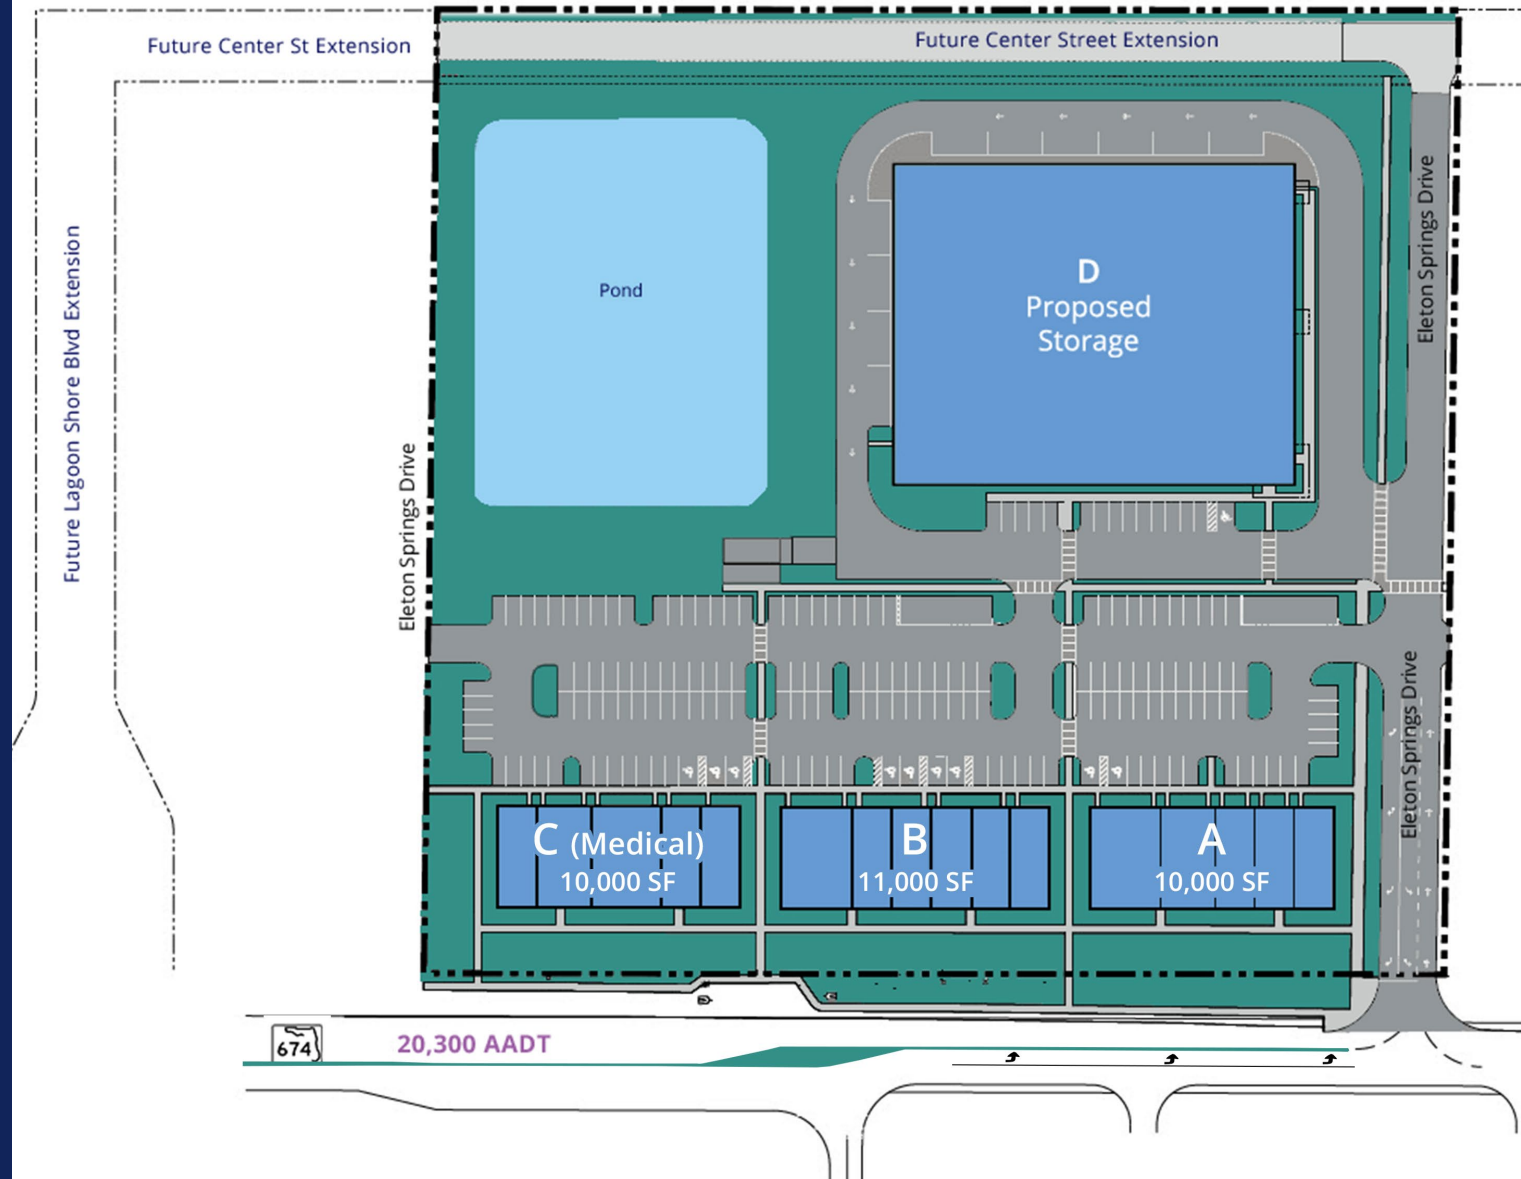 Future Center St Extension
Future Center Street Extension
Future Lagoon Shore Blvd Extension
Pond
D
Proposed
Storage
Eleton Springs Drive
Eleton Springs Drive
Eleton Springs Drive
C (Medical)
10,000 SF
B
11,000 SF
A
10,000 SF
674
20,300 AADT